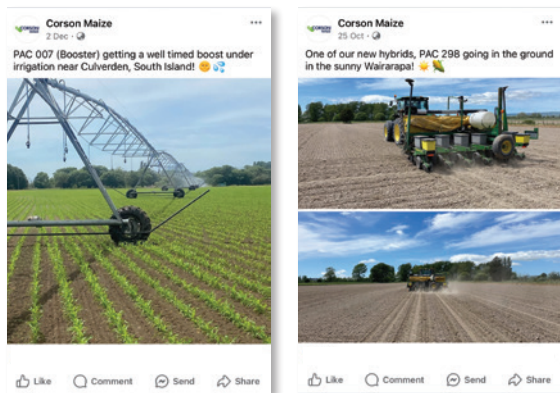 CORSON
Corson Maize
2 Dec ·
PAC 007 (Booster) getting a well timed boost under
irrigation near Culverden, South Island! 🌞💦
Like Comment Send Share
CORSON
Corson Maize
25 Oct ·
One of our new hybrids, PAC 298 going in the ground
in the sunny Wairarapa! ☀️🌽
Like Comment Send Share